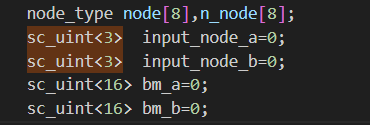 node_type node[8],n_node[8];
sc_uint<3>  input_node_a=0;
sc_uint<3>  input_node_b=0;
sc_uint<16> bm_a=0;
sc_uint<16> bm_b=0;